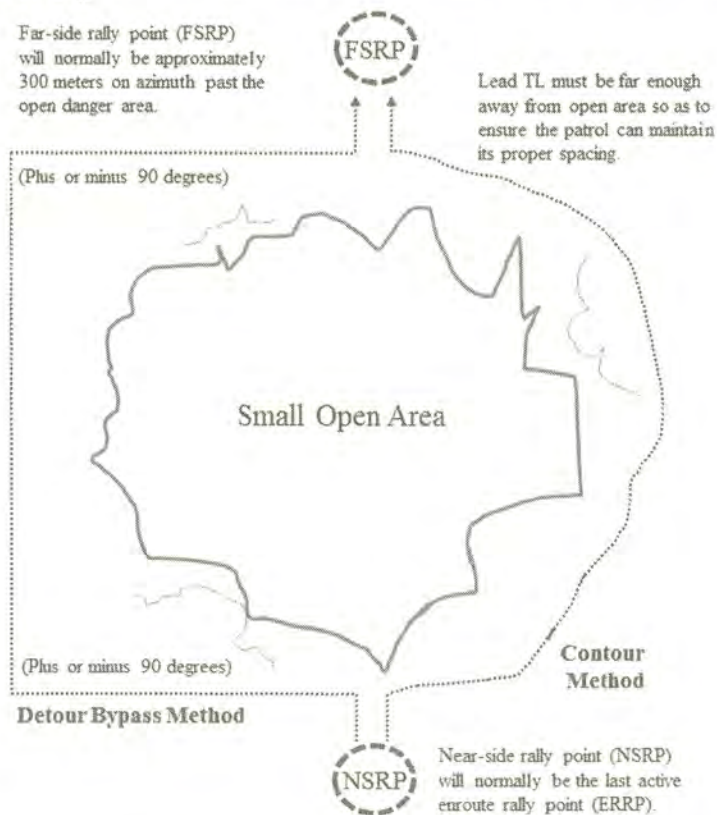 Far-side rally point (FSRP)
will normally be approximately
300 meters on azimuth past the
open danger area.
FSRP
Lead TL must be far enough
away from open area so as to
ensure the patrol can maintain
its proper spacing.
(Plus or minus 90 degrees)
Small Open Area
(Plus or minus 90 degrees)
Contour
Method
Detour Bypass Method
NSRP
Near-side rally point (NSRP)
will normally be the last active
enroute rally point (ERRP).